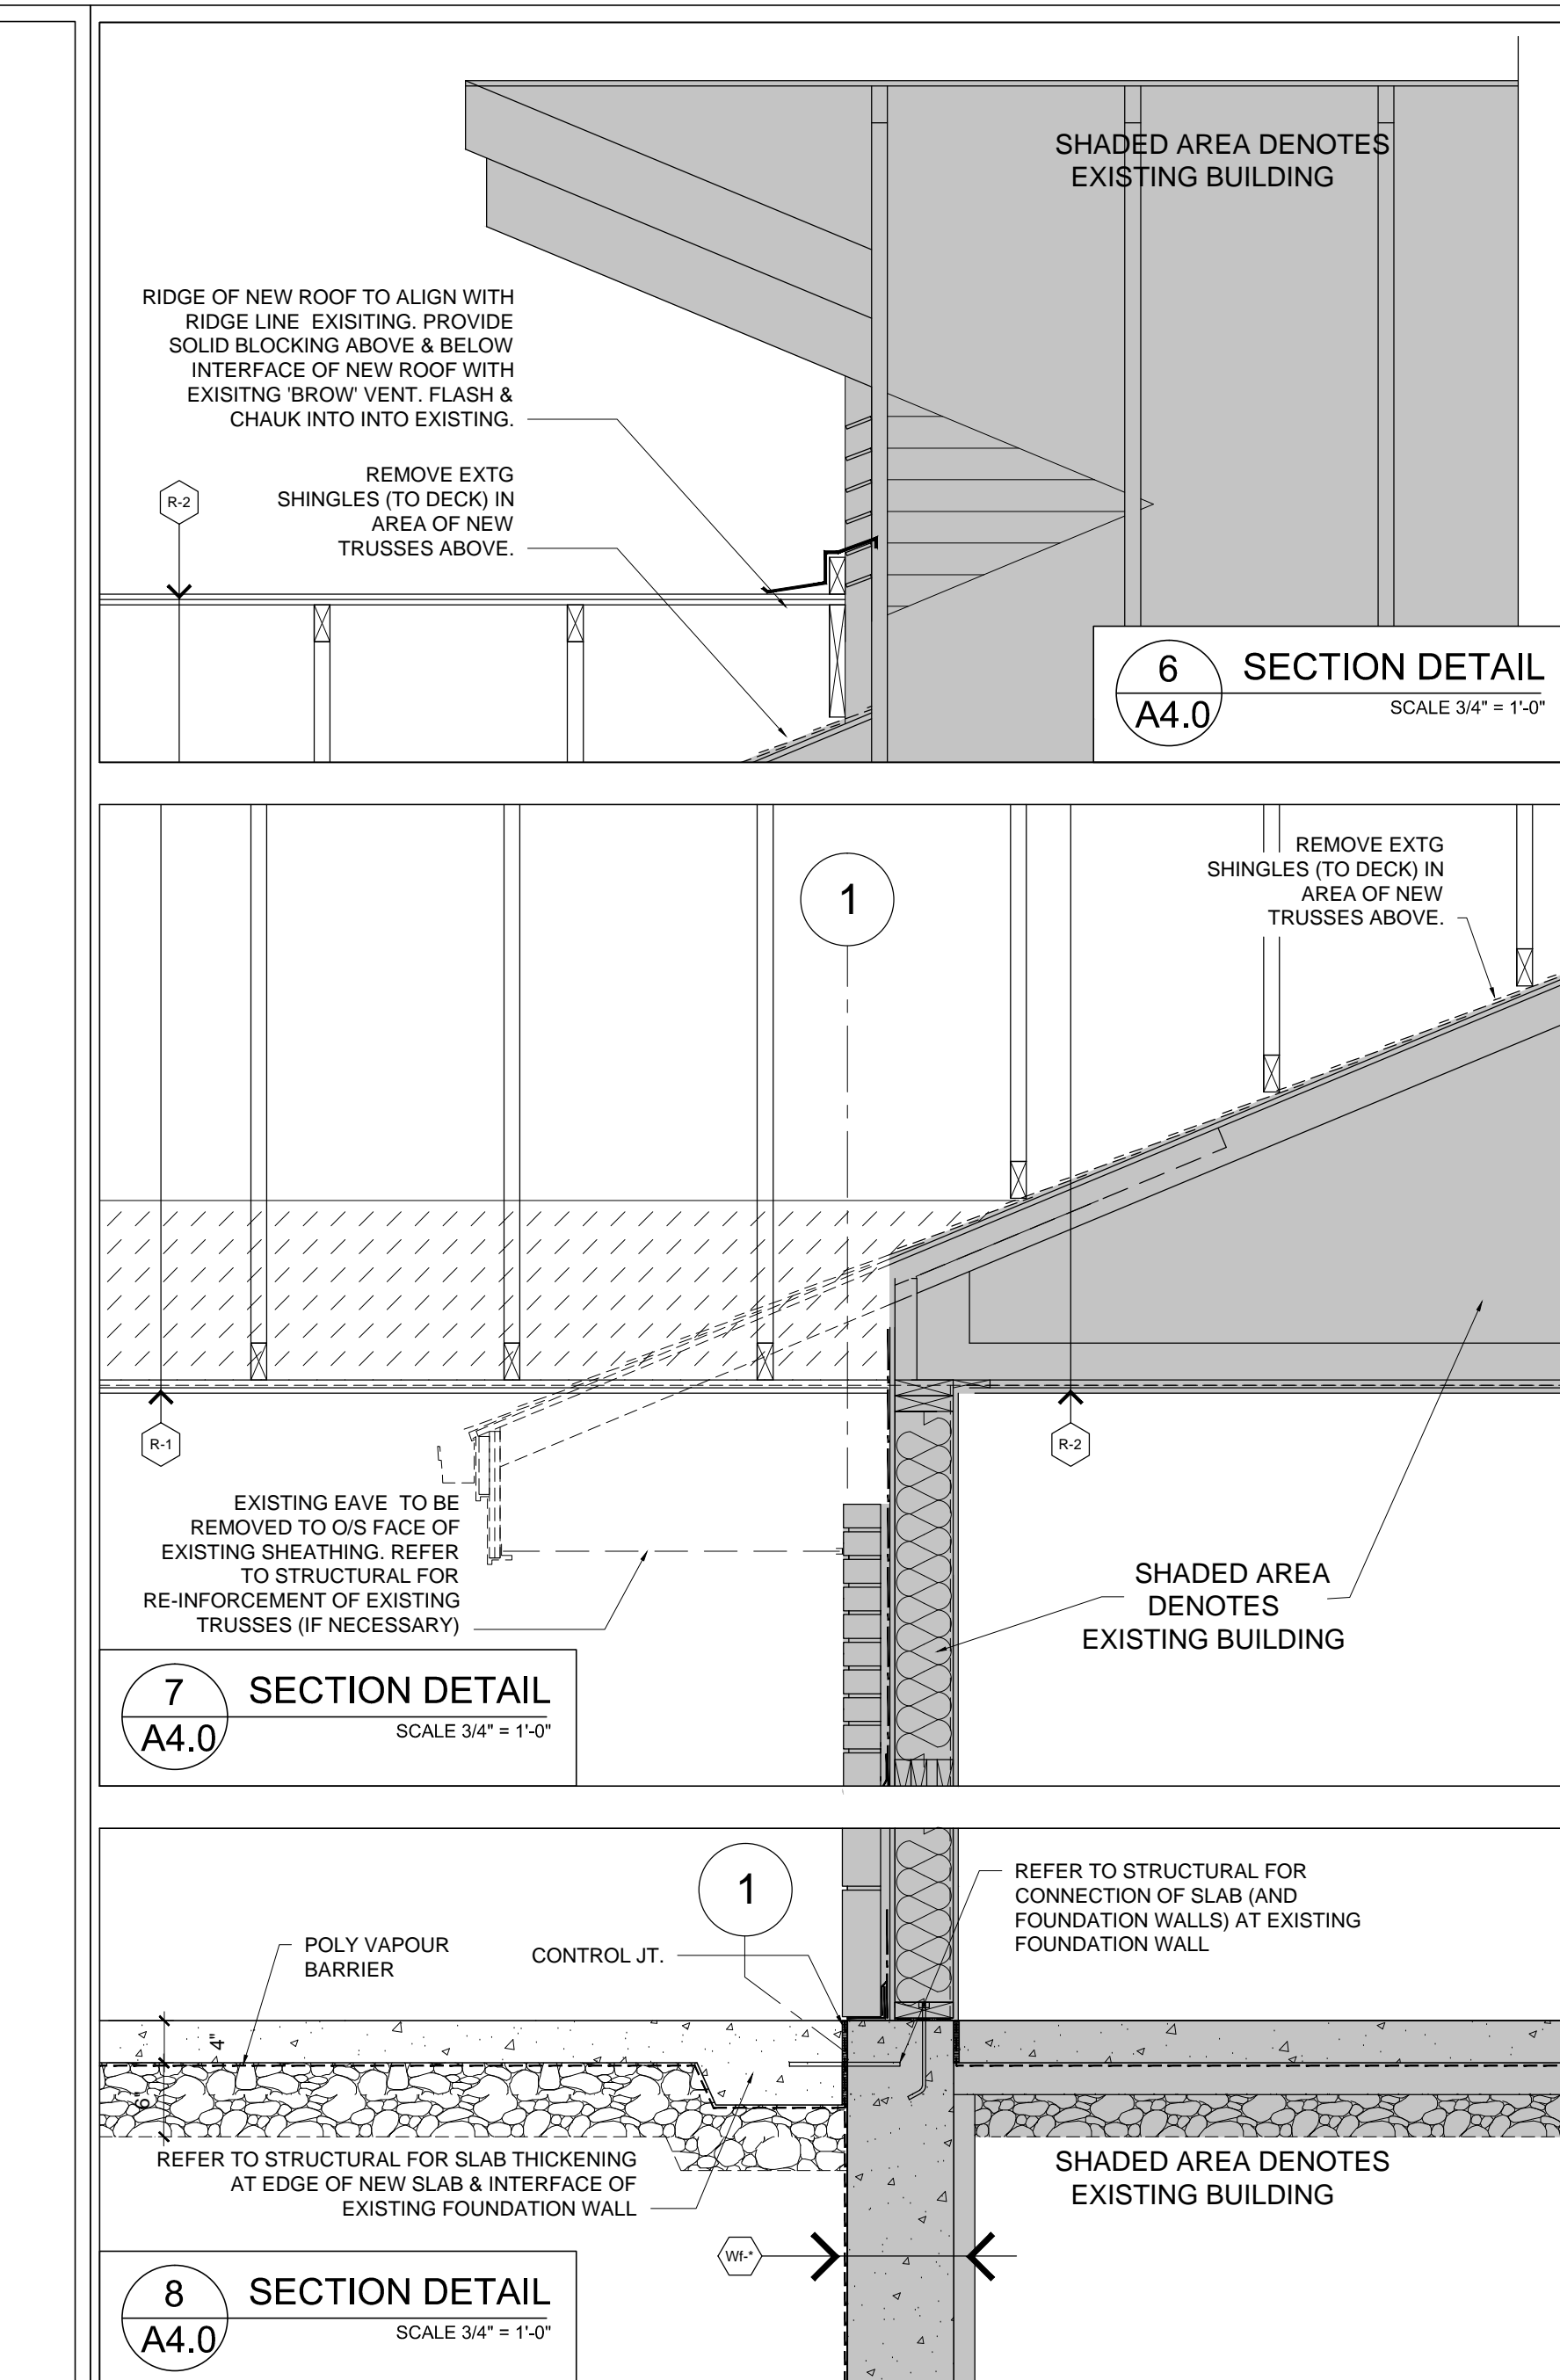 SHADED AREA DENOTES
EXISTING BUILDING
RIDGE OF NEW ROOF TO ALIGN WITH
RIDGE LINE EXISITING. PROVIDE
SOLID BLOCKING ABOVE & BELOW
INTERFACE OF NEW ROOF WITH
EXISITNG 'BROW' VENT. FLASH &
CHAUK INTO INTO EXISTING.
REMOVE EXTG
SHINGLES (TO DECK) IN
AREA OF NEW
TRUSSES ABOVE.
R-2
6
A4.0
SECTION DETAIL
SCALE 3/4" = 1'-0"
1
REMOVE EXTG
SHINGLES (TO DECK) IN
AREA OF NEW
TRUSSES ABOVE.
R-1
R-2
EXISTING EAVE TO BE
REMOVED TO O/S FACE OF
EXISTING SHEATHING. REFER
TO STRUCTURAL FOR
RE-INFORCEMENT OF EXISTING
TRUSSES (IF NECESSARY)
SHADED AREA
DENOTES
EXISTING BUILDING
7
A4.0
SECTION DETAIL
SCALE 3/4" = 1'-0"
1
REFER TO STRUCTURAL FOR
CONNECTION OF SLAB (AND
FOUNDATION WALLS) AT EXISTING
FOUNDATION WALL
POLY VAPOUR
BARRIER
CONTROL JT.
4"
6"
REFER TO STRUCTURAL FOR SLAB THICKENING
AT EDGE OF NEW SLAB & INTERFACE OF
EXISTING FOUNDATION WALL
SHADED AREA DENOTES
EXISTING BUILDING
Wf-*
8
A4.0
SECTION DETAIL
SCALE 3/4" = 1'-0"